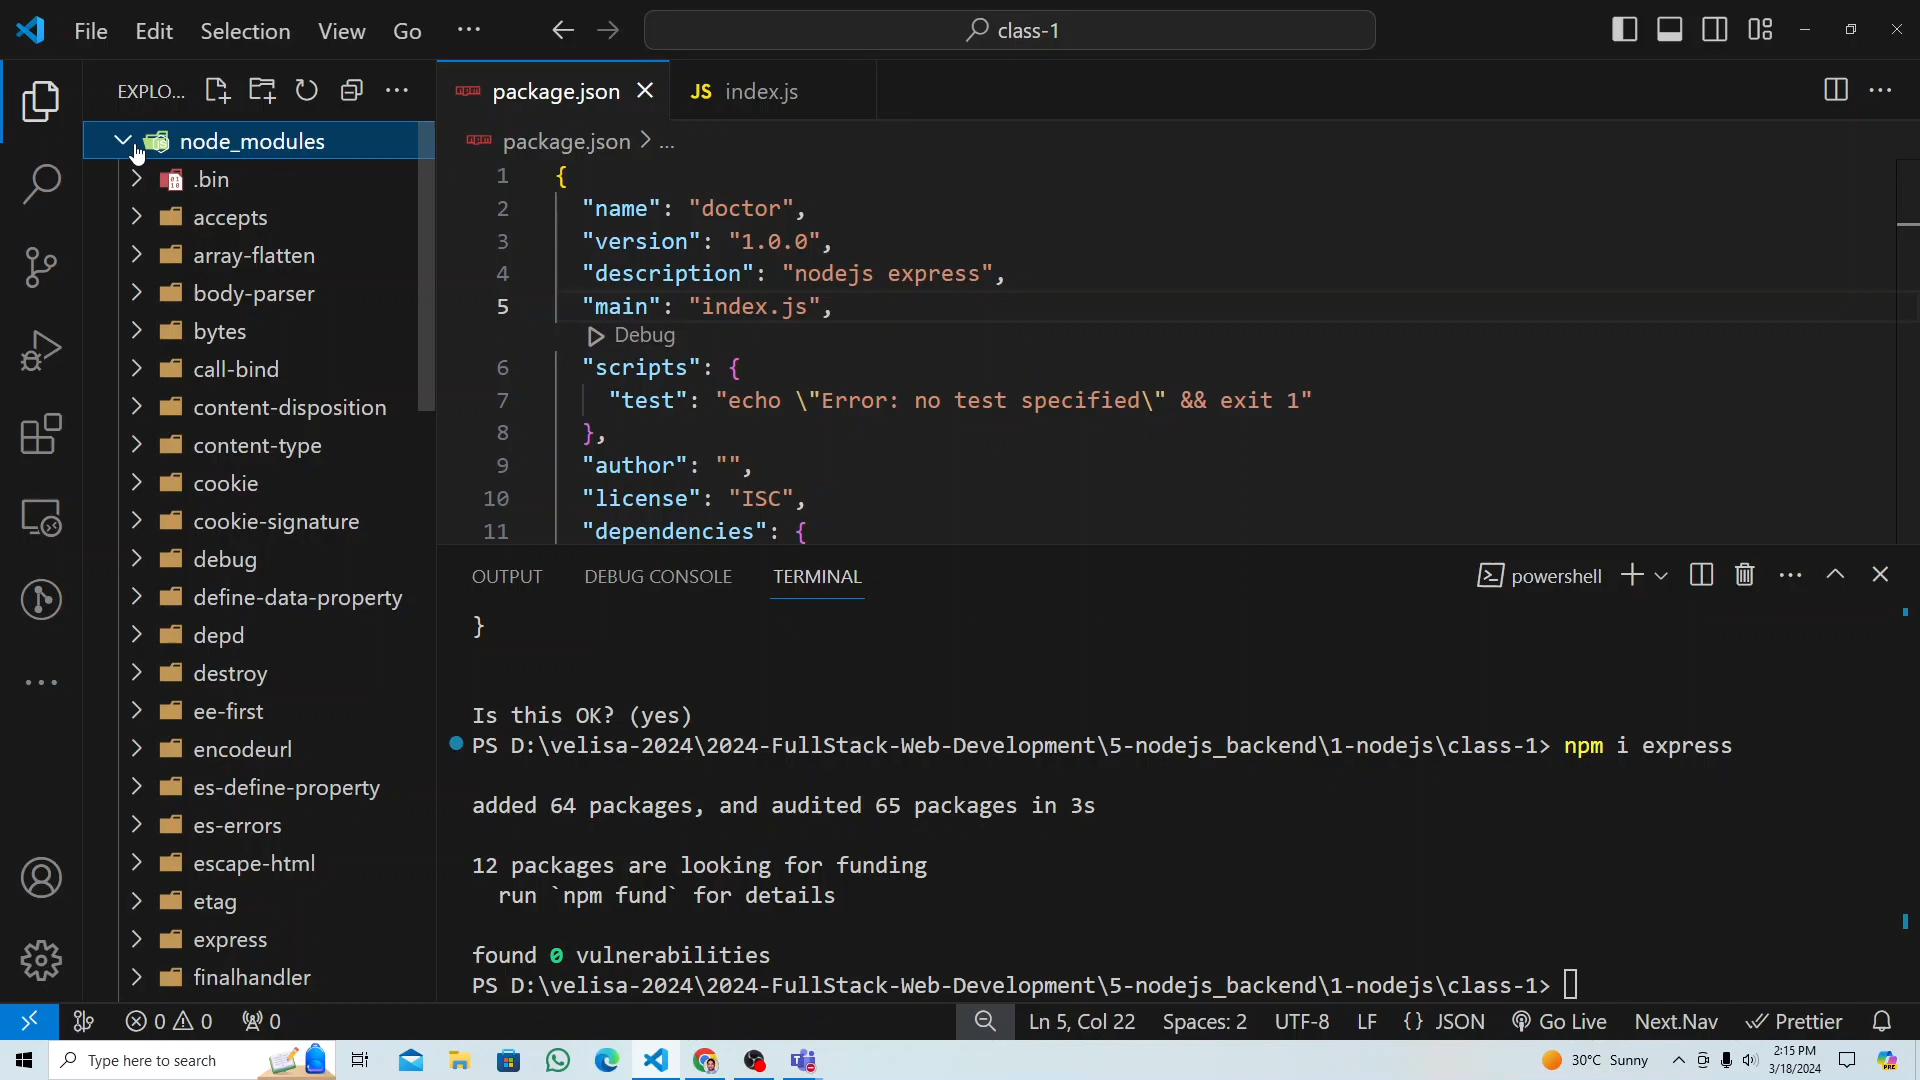 File Edit Selection View Go ... class-1
EXPLO...
node_modules
.bin
accepts
array-flatten
body-parser
bytes
call-bind
content-disposition
content-type
cookie
cookie-signature
debug
define-data-property
depd
destroy
ee-first
encodeurl
es-define-property
es-errors
escape-html
etag
express
finalhandler
package.json JS index.js
package.json > ...
1 {
2 "name": "doctor",
3 "version": "1.0.0",
4 "description": "nodejs express",
5 "main": "index.js",
Debug
6 "scripts": {
7 "test": "echo \"Error: no test specified\" && exit 1"
8 },
9 "author": "",
10 "license": "ISC",
11 "dependencies": {
OUTPUT DEBUG CONSOLE TERMINAL powershell
}
Is this OK? (yes)
PS D:\velisa-2024\2024-FullStack-Web-Development\5-nodejs_backend\1-nodejs\class-1> npm i express
added 64 packages, and audited 65 packages in 3s
12 packages are looking for funding
run `npm fund` for details
found 0 vulnerabilities
PS D:\velisa-2024\2024-FullStack-Web-Development\5-nodejs_backend\1-nodejs\class-1>
0 0 0 Ln 5, Col 22 Spaces: 2 UTF-8 LF {} JSON Go Live Next.Nav Prettier
Type here to search 30°C Sunny 2:15 PM
3/18/2024